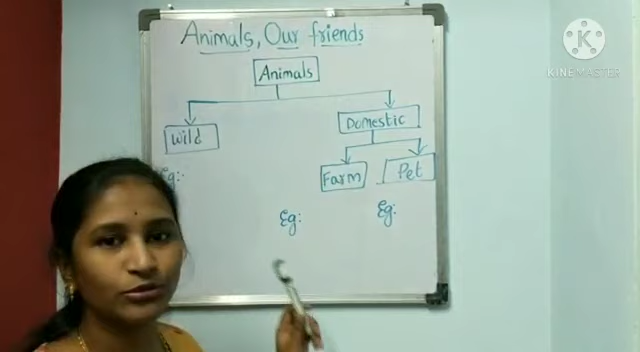 Animals, Our friends
Animals
Wild
Domestic
Farm
Pet
Eg:-
Eg:
Eg:
KINEMASTER